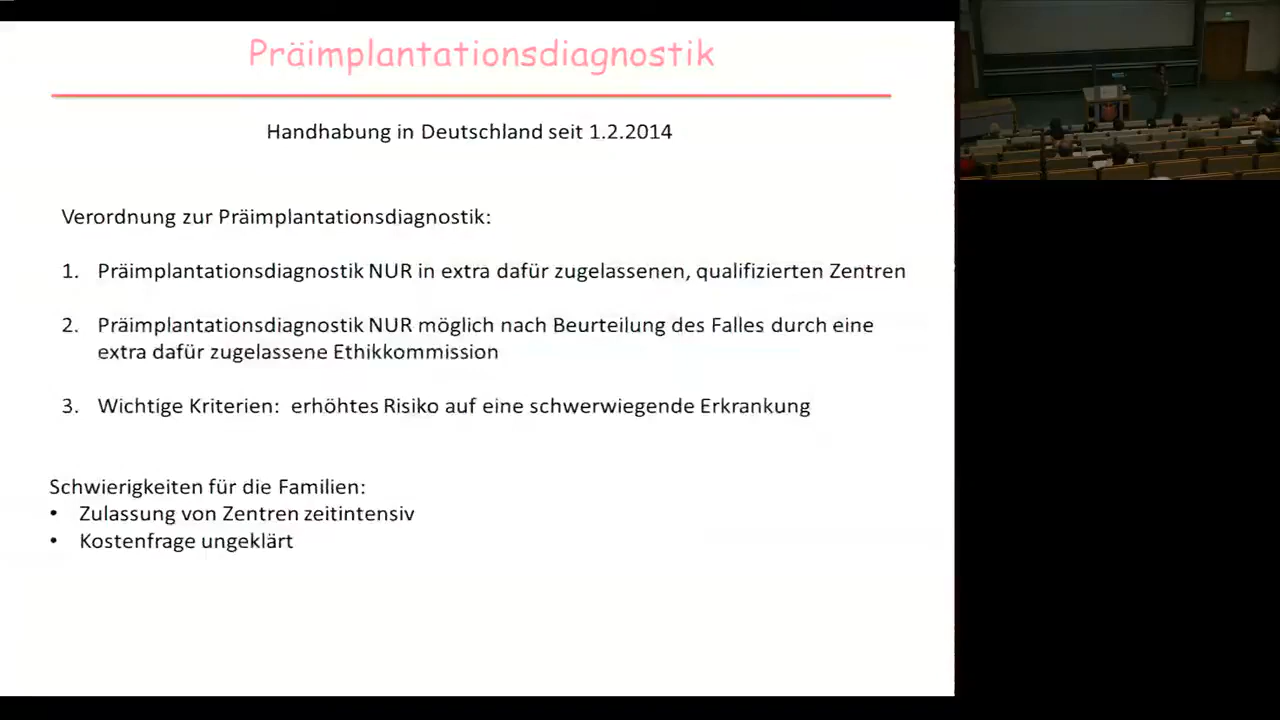 Präimplantationsdiagnostik
Handhabung in Deutschland seit 1.2.2014
Verordnung zur Präimplantationsdiagnostik:
1. Präimplantationsdiagnostik NUR in extra dafür zugelassenen, qualifizierten Zentren
2. Präimplantationsdiagnostik NUR möglich nach Beurteilung des Falles durch eine
extra dafür zugelassene Ethikkommission
3. Wichtige Kriterien: erhöhtes Risiko auf eine schwerwiegende Erkrankung
Schwierigkeiten für die Familien:
• Zulassung von Zentren zeitintensiv
• Kostenfrage ungeklärt